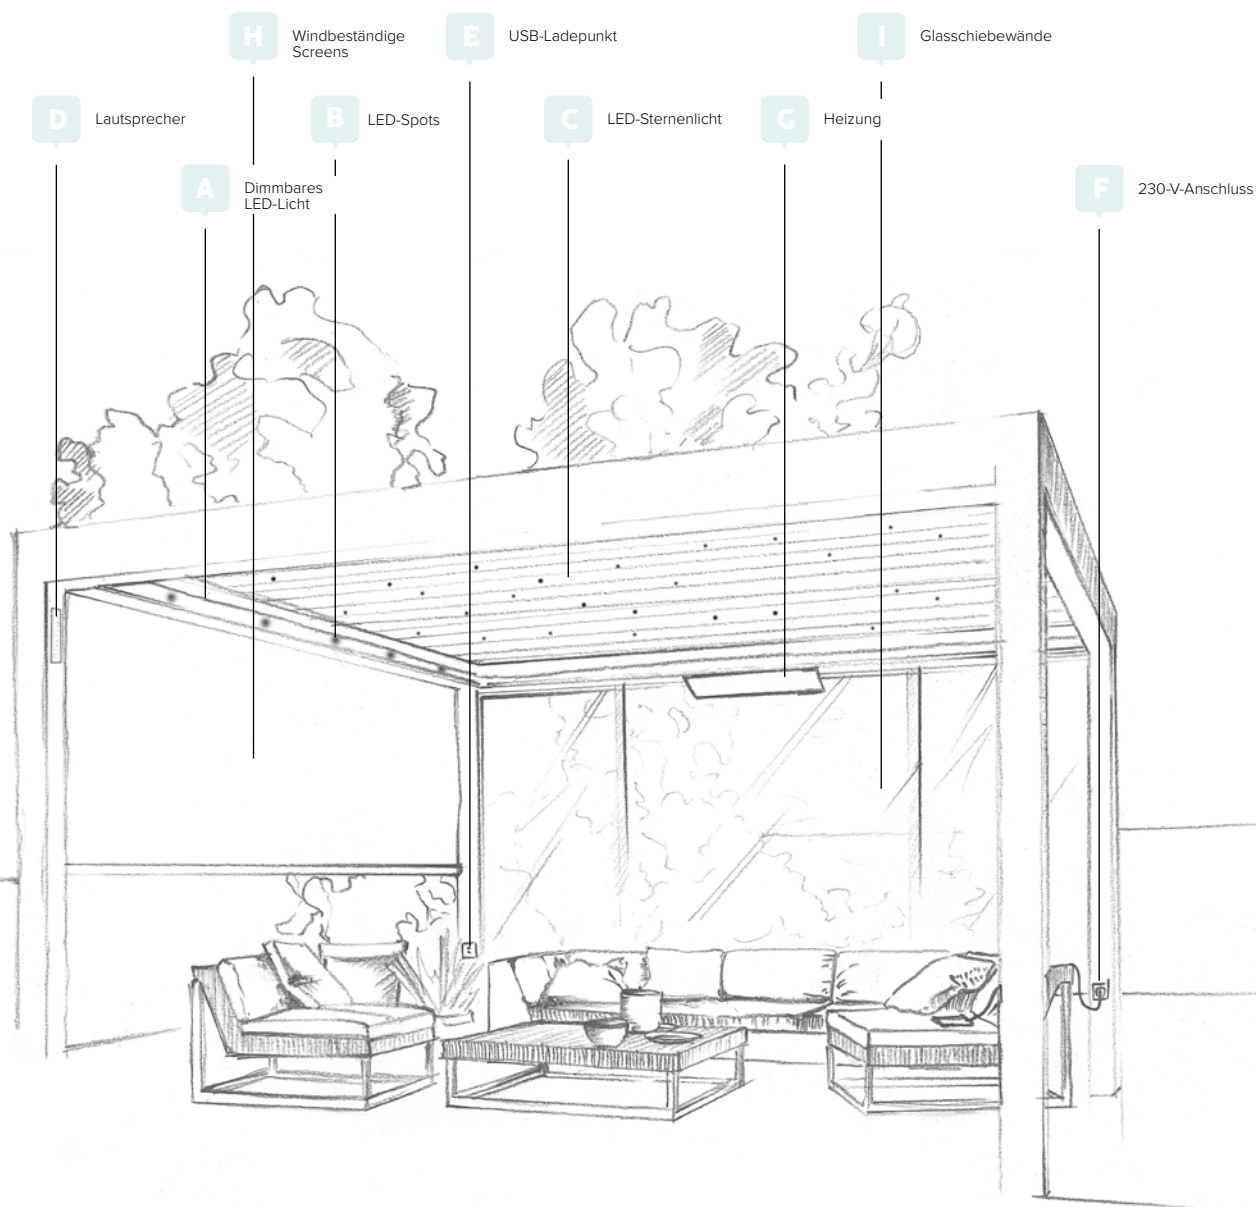 H
Windbeständige
Screens
E
USB-Ladepunkt
I
Glasschiebewände
D
Lautsprecher
B
LED-Spots
C
LED-Sternenlicht
G
Heizung
A
Dimmbares
LED-Licht
F
230-V-Anschluss